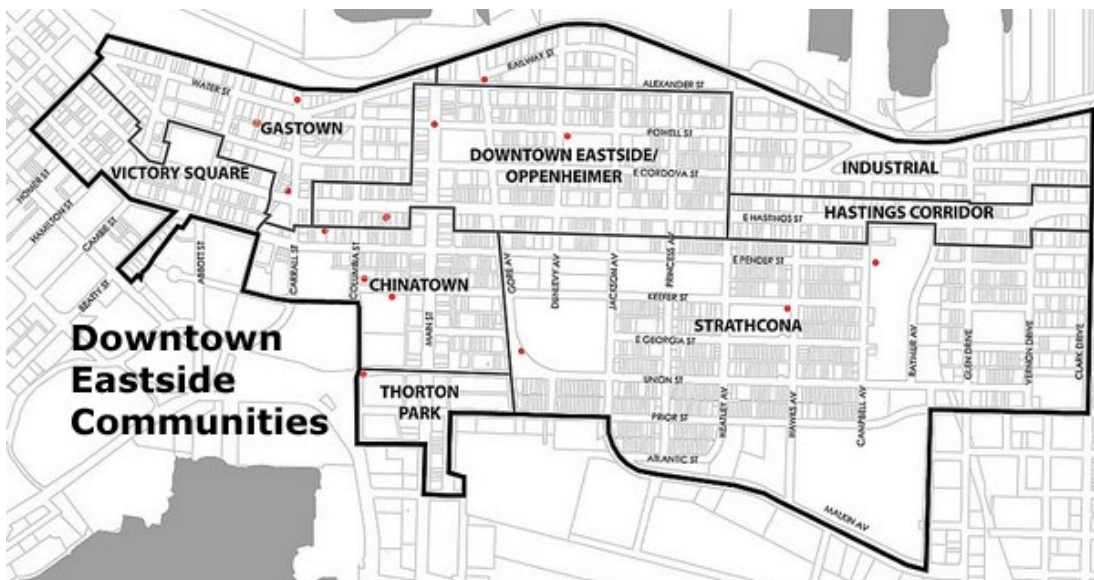 RAILWAY ST
ALEXANDER ST
WATER ST
GASTOWN
POWELL ST
DOWNTOWN EASTSIDE/
OPPENHEIMER
E CORDOVA ST
INDUSTRIAL
VICTORY SQUARE
HASTINGS CORRIDOR
E HASTINGS ST
HOMER ST
HAMILTON ST
CAMBIE ST
BEATTY ST
ABBOTT ST
CARRALL ST
COLUMBIA ST
CHINATOWN
MAIN ST
GORE AV
DUNLEVY AV
JACKSON AV
PRINCESS AV
E PENDER ST
KEEFER ST
STRATHCONA
E GEORGIA ST
UNION ST
PRIOR ST
ATLANTIC ST
HEATLEY AV
HAWKS AV
CAMPBELL AV
RAYMUR AV
GLEN DRIVE
VERNON DRIVE
CLARK DRIVE
MALKIN AV
THORTON
PARK
Downtown
Eastside
Communities